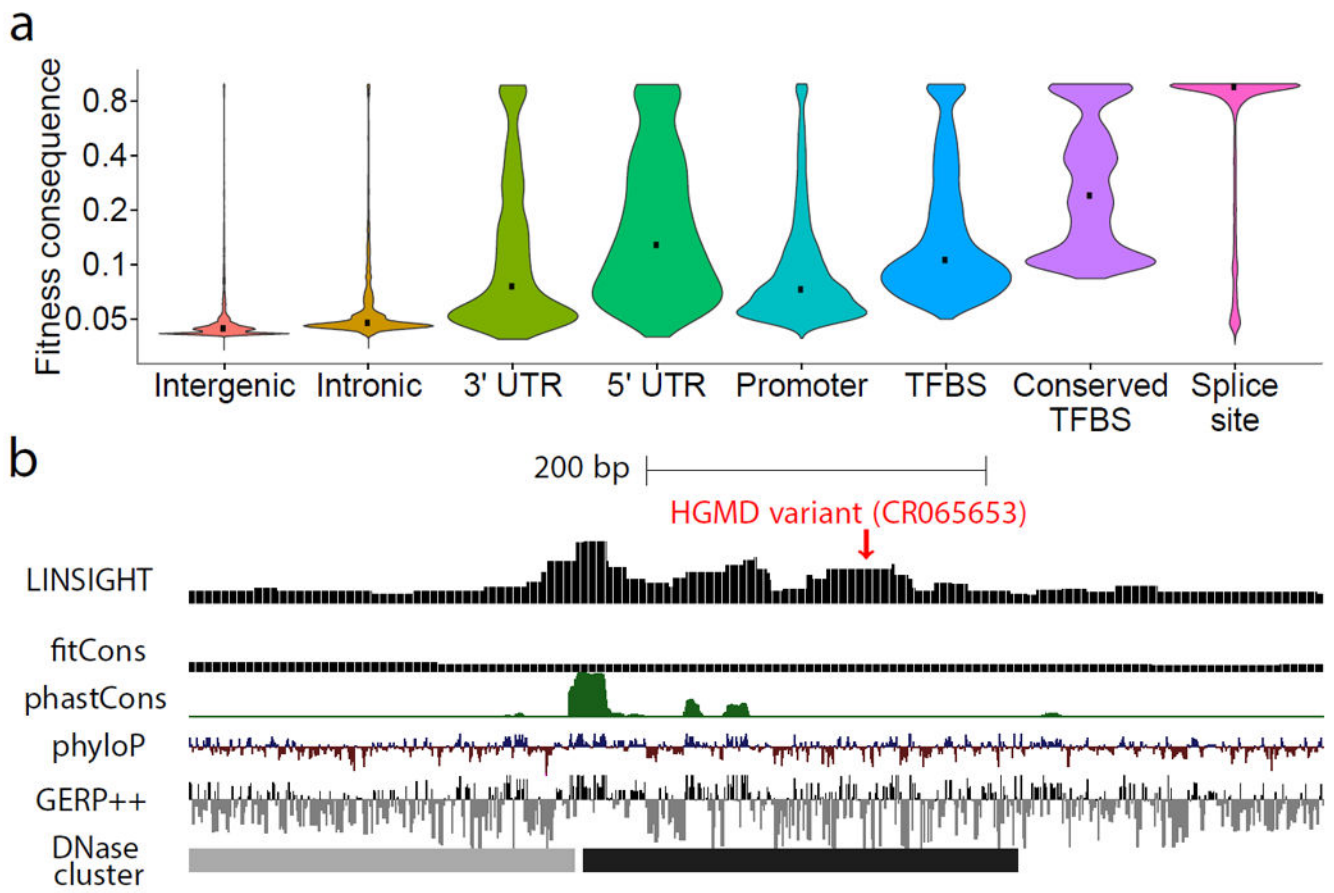 a
Fitness consequence
0.8
0.4
0.2
0.1
0.05
Intergenic
Intronic
3' UTR
5' UTR
Promoter
TFBS
Conserved
TFBS
Splice
site
b
200 bp
HGMD variant (CR065653)
LINSIGHT
fitCons
phastCons
phyloP
GERP++
DNase
cluster